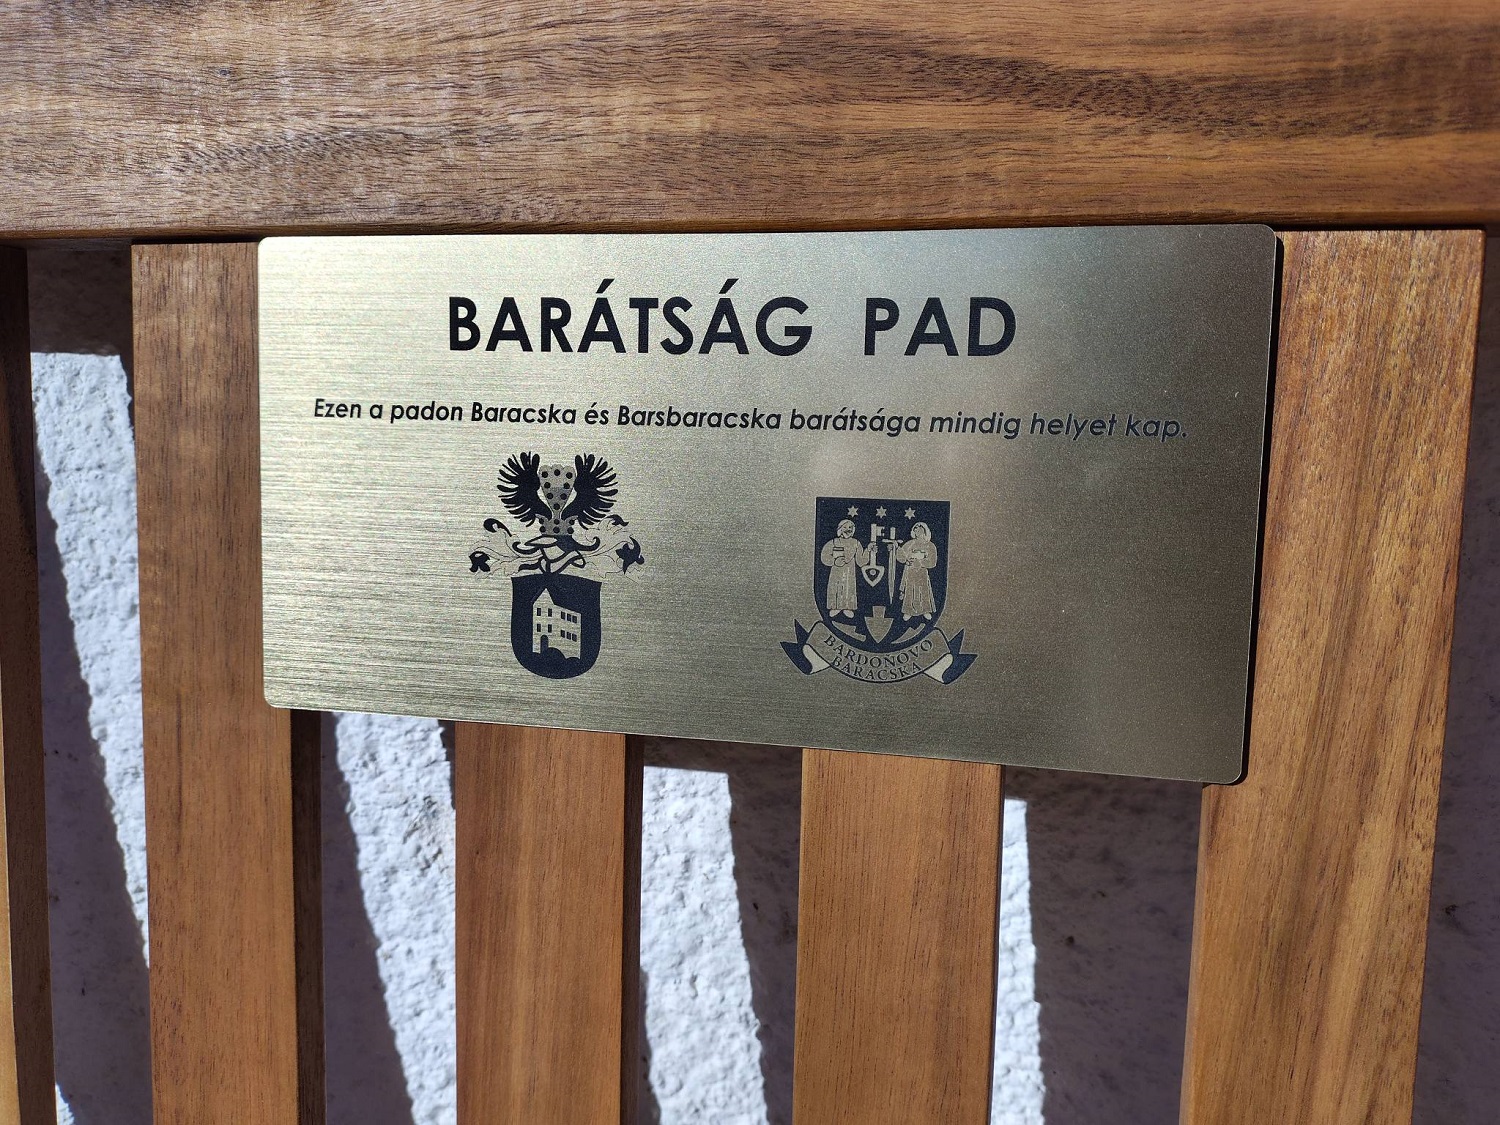 BARÁTSÁG PAD
Ezen a padon Baracska és Barsbaracska barátsága mindig helyet kap.
BARDOŇOVO
BARACSKA